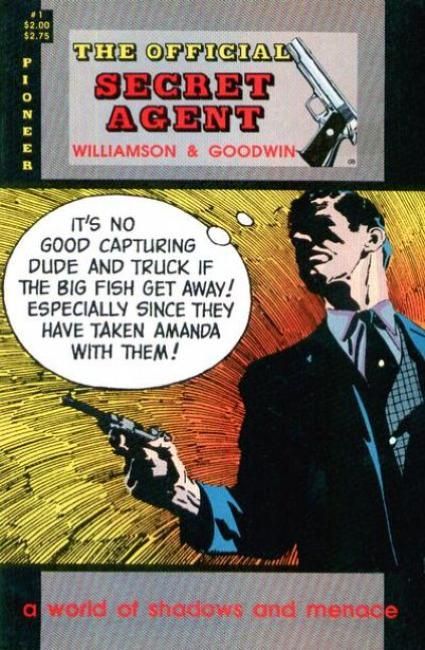 #1
$2.00
$2.75
PIONEER
THE OFFICIAL
SECRET
AGENT
WILLIAMSON & GOODWIN
IT'S NO
GOOD CAPTURING
DUDE AND TRUCK IF
THE BIG FISH GET AWAY!
ESPECIALLY SINCE THEY
HAVE TAKEN AMANDA
WITH THEM!
a world of shadows and menace